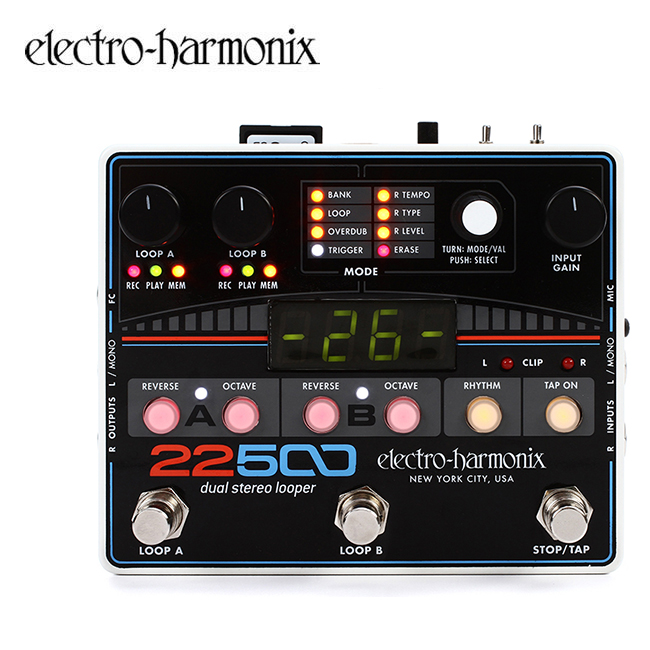 electro-harmonix
BANK
R TEMPO
LOOP
R TYPE
OVERDUB
R LEVEL
TRIGGER
ERASE
MODE
TURN: MODE/VAL
PUSH: SELECT
LOOP A
LOOP B
INPUT
GAIN
REC PLAY MEM
REC PLAY MEM
FC
MIC
-26-
L CLIP R
R OUTPUTS L / MONO
R INPUTS L / MONO
REVERSE
OCTAVE
A
REVERSE
OCTAVE
B
RHYTHM
TAP ON
22500
dual stereo looper
electro-harmonix
NEW YORK CITY, USA
LOOP A
LOOP B
STOP/TAP